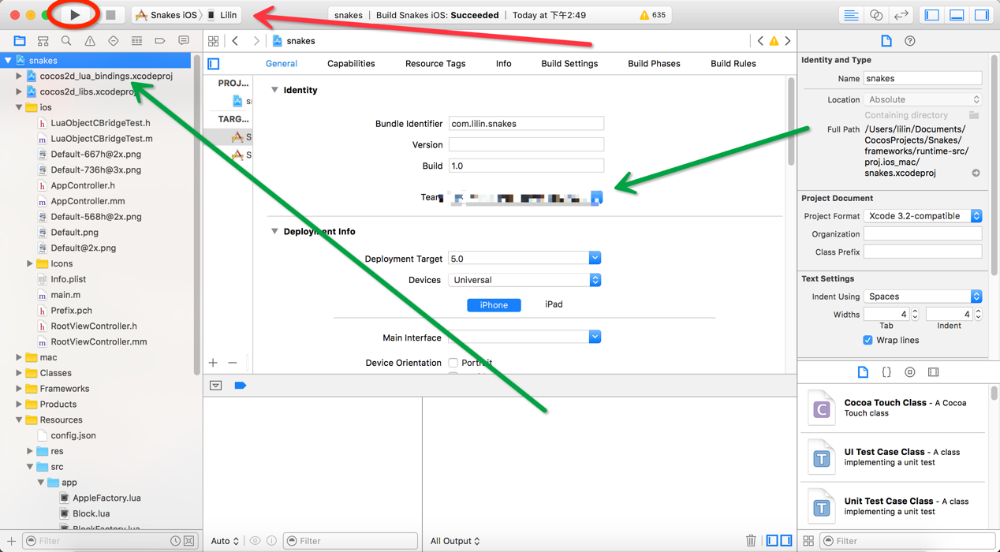 Snakes iOS
Lilin
snakes | Build Snakes iOS: Succeeded | Today at 下午2:49
635
snakes
snakes
cocos2d_lua_bindings.xcodeproj
cocos2d_libs.xcodeproj
ios
LuaObjectCBridgeTest.h
LuaObjectCBridgeTest.m
Default-667h@2x.png
Default-736h@3x.png
AppController.h
AppController.mm
Default-568h@2x.png
Default.png
Default@2x.png
Icons
Info.plist
main.m
Prefix.pch
RootViewController.h
RootViewController.mm
mac
Classes
Frameworks
Products
Resources
config.json
res
src
app
AppleFactory.lua
Block.lua
BlockFactory.lua
Filter
General
Capabilities
Resource Tags
Info
Build Settings
Build Phases
Build Rules
PROJ...
TARG...
S
S
Identity
Bundle Identifier com.lilin.snakes
Version
Build 1.0
Team
Deployment Info
Deployment Target 5.0
Devices Universal
iPhone iPad
Main Interface
Device Orientation Portrait
Auto
Filter
All Output
Identity and Type
Name snakes
Location Absolute
Containing directory
Full Path /Users/lilin/Documents/
CocosProjects/Snakes/
frameworks/runtime-src/
proj.ios_mac/
snakes.xcodeproj
Project Document
Project Format Xcode 3.2-compatible
Organization
Class Prefix
Text Settings
Indent Using Spaces
Widths 4 4
Tab Indent
Wrap lines
C
Cocoa Touch Class - A Cocoa
Touch class
T
UI Test Case Class - A class
implementing a unit test
T
Unit Test Case Class - A class
implementing a unit test
Filter